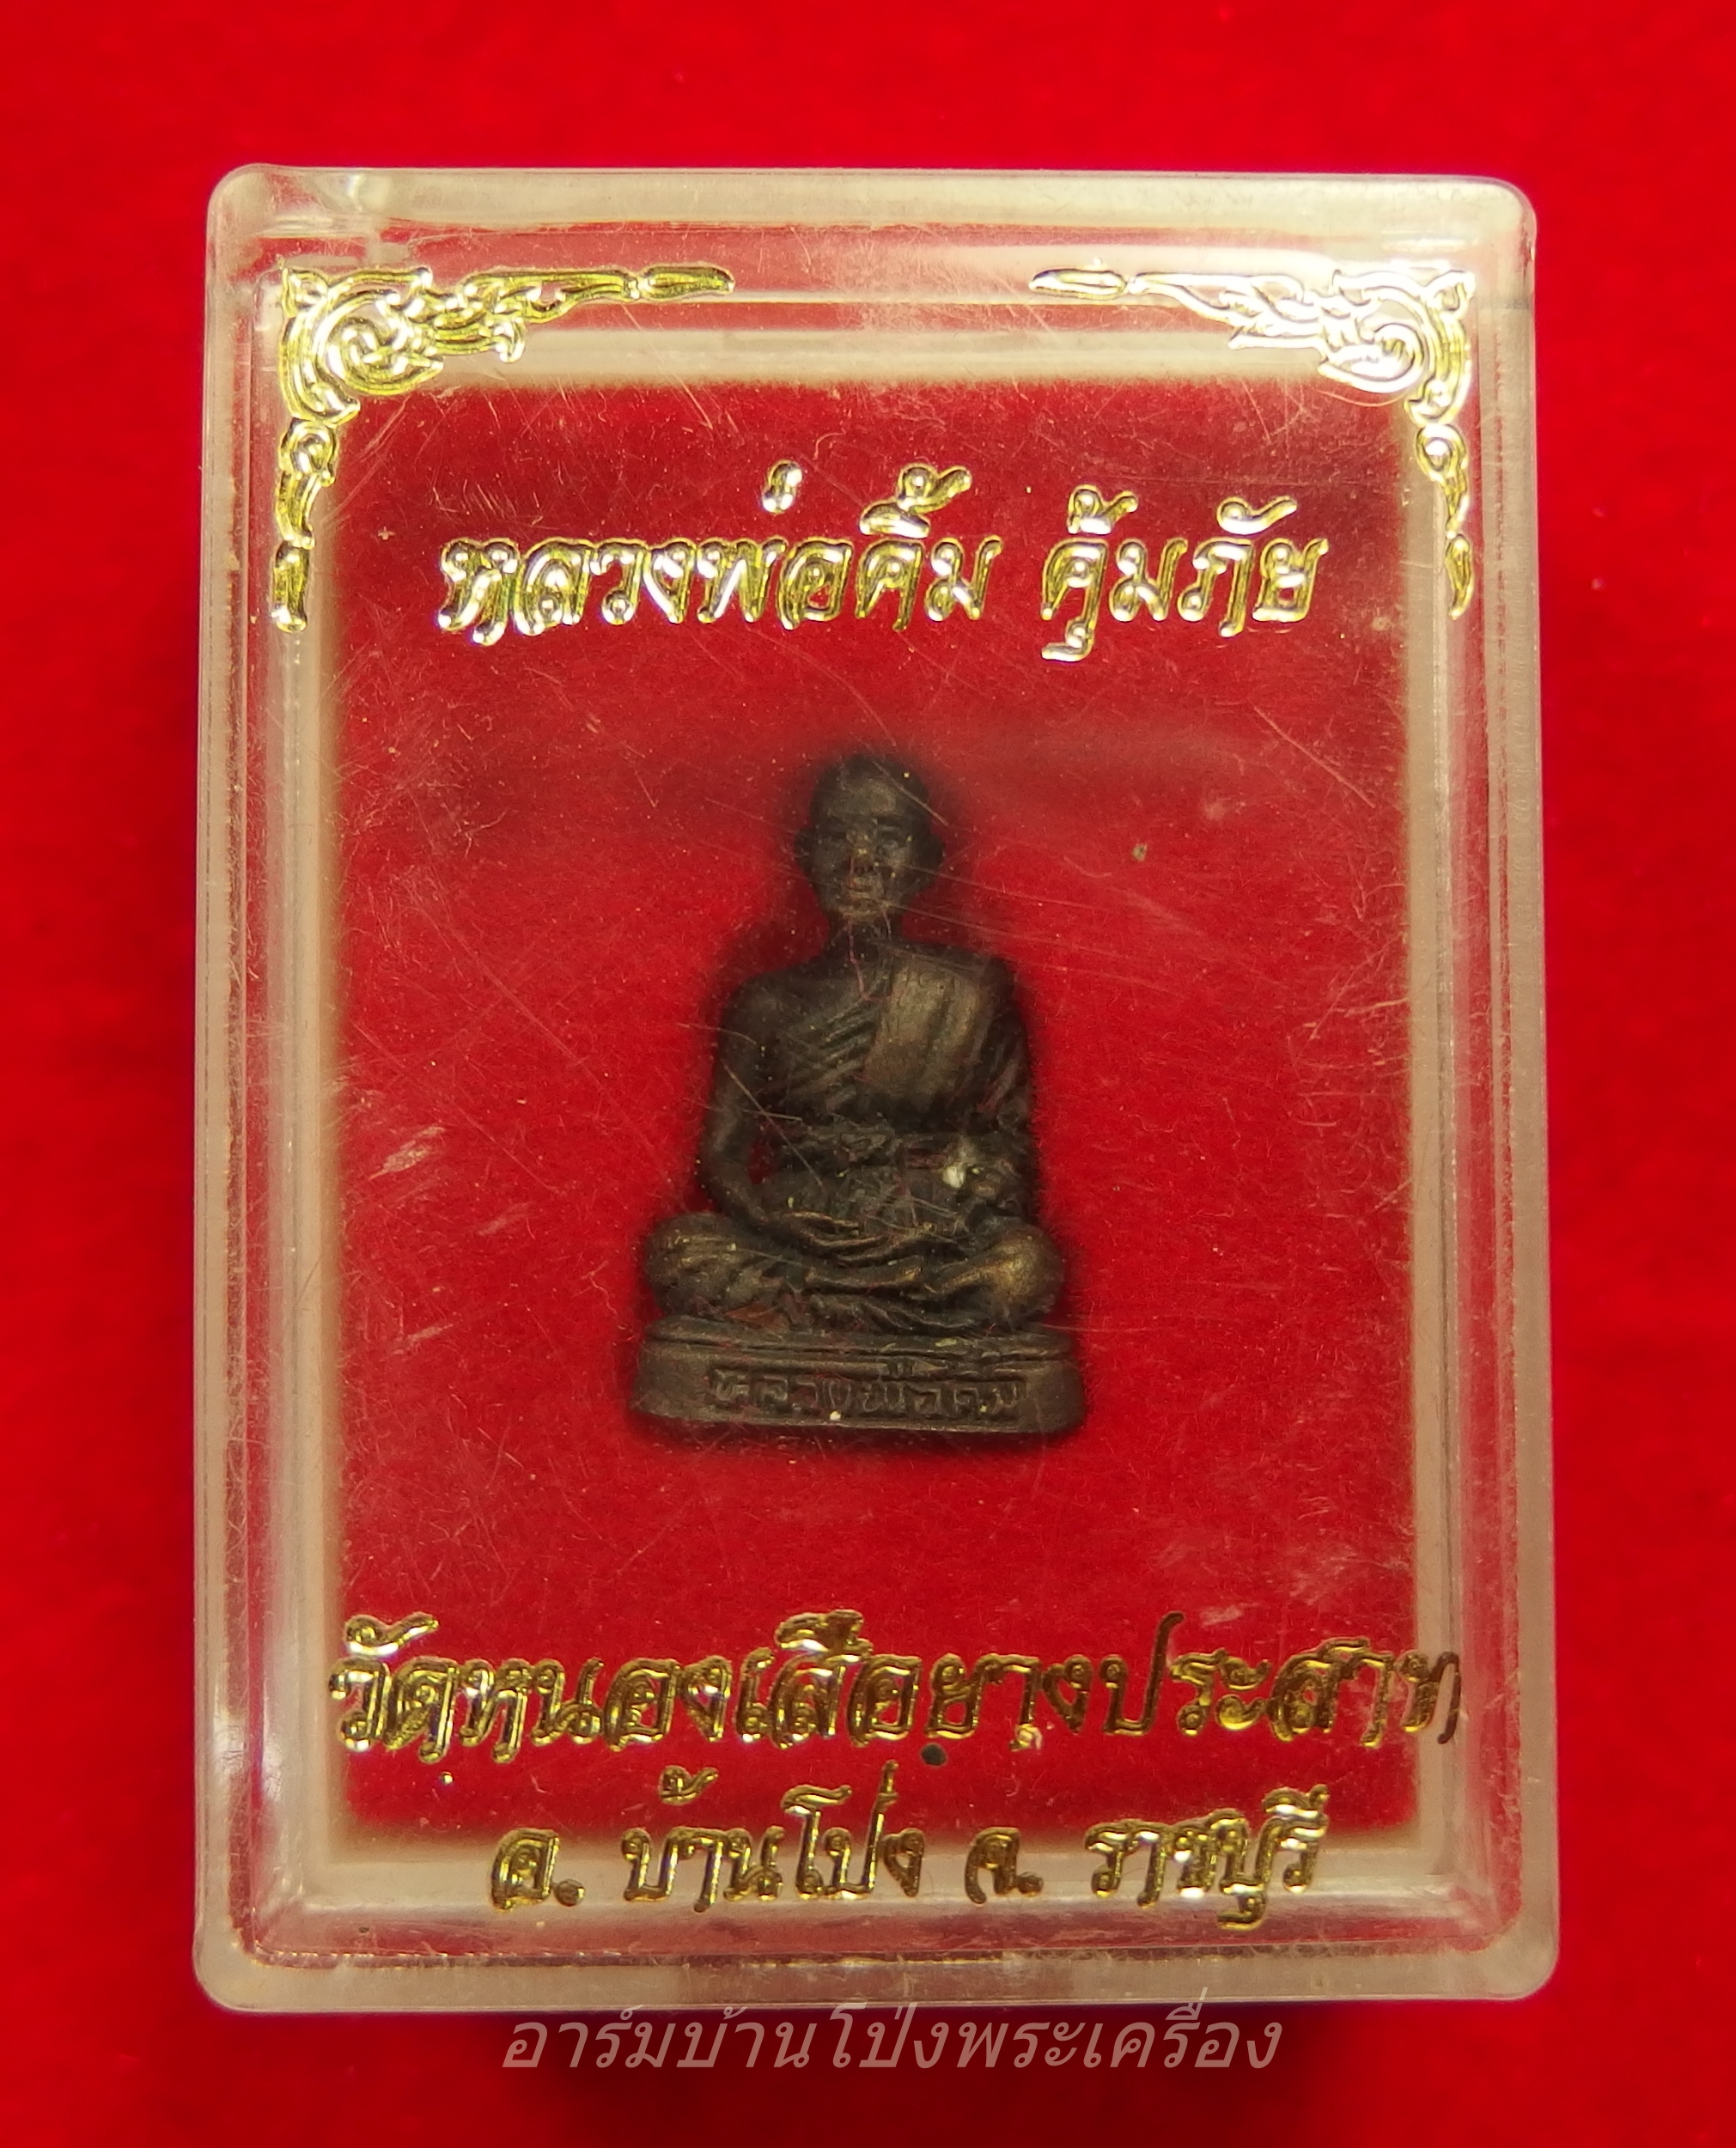 หลวงพ่อคิ้ม คุ้มภัย
หลวงพ่อคิ้ม
วัดหนองเสือยางปราสาท
อ. บ้านโป่ง จ. ราชบุรี
อาร์มบ้านโป่งพระเครื่อง